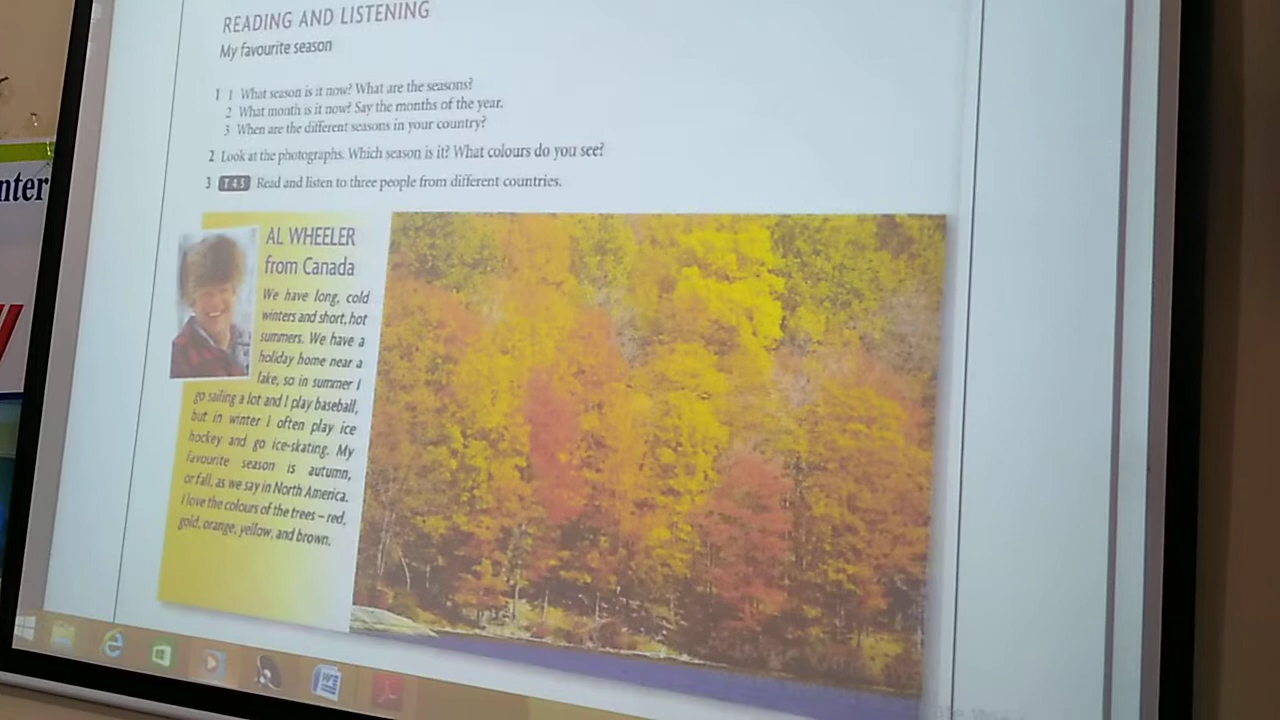 READING AND LISTENING
My favourite season
1 1 What season is it now? What are the seasons?
2 What month is it now? Say the months of the year.
3 When are the different seasons in your country?
2 Look at the photographs. Which season is it? What colours do you see?
3 T 4.5 Read and listen to three people from different countries.
nter
AL WHEELER
from Canada
We have long, cold
winters and short, hot
summers. We have a
holiday home near a
lake, so in summer I
go sailing a lot and I play baseball,
but in winter I often play ice
hockey and go ice-skating. My
favourite season is autumn,
or fall, as we say in North America.
I love the colours of the trees – red,
gold, orange, yellow, and brown.